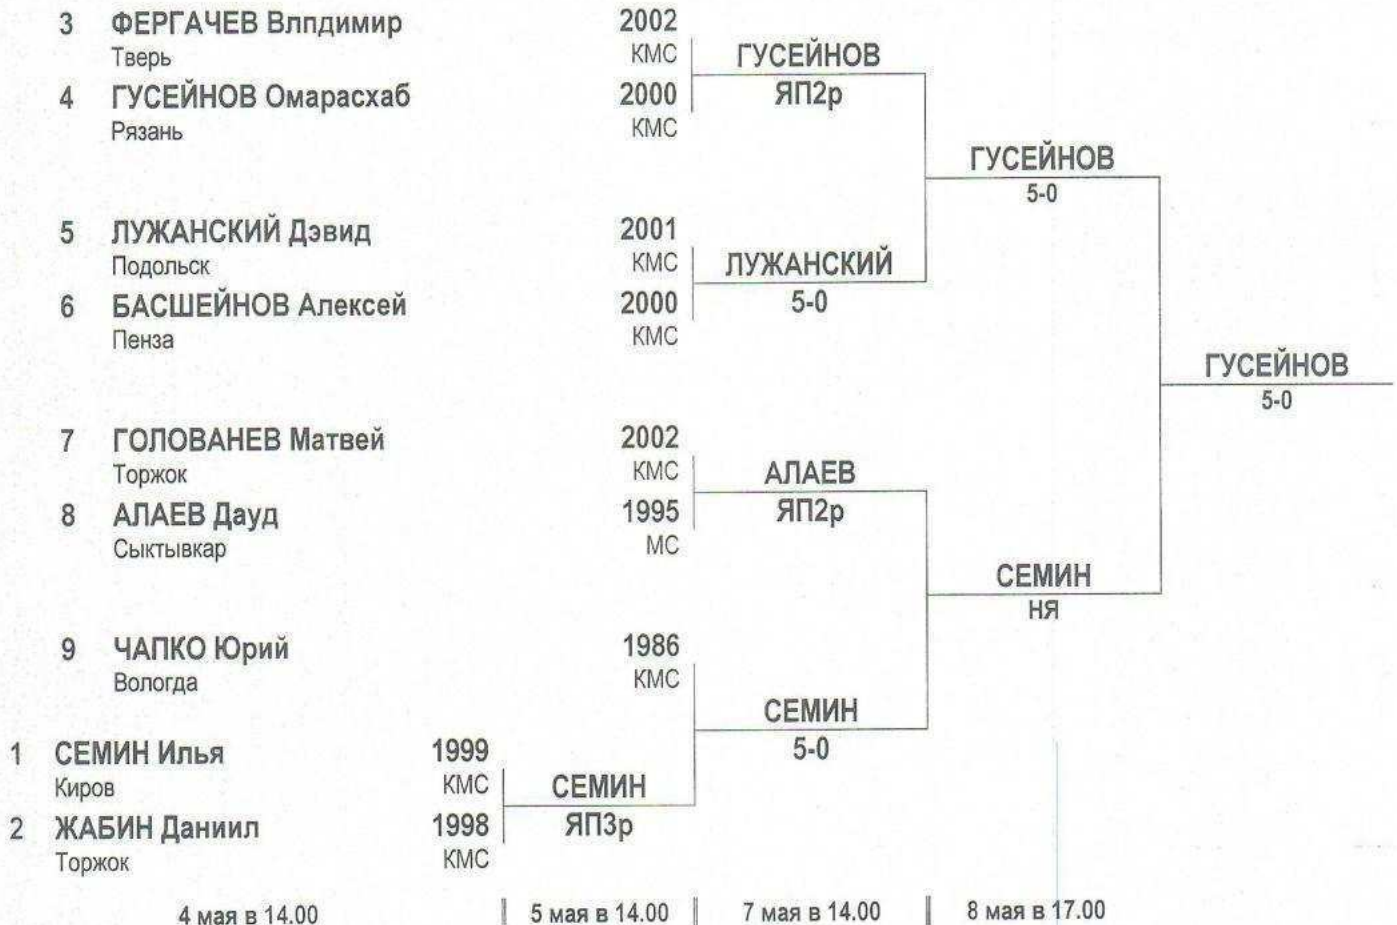 3 ФЕРГАЧЕВ Влпдимир 2002
Тверь КМС
ГУСЕЙНОВ
ЯП2р
4 ГУСЕЙНОВ Омарасхаб 2000
Рязань КМС
ГУСЕЙНОВ
5-0
5 ЛУЖАНСКИЙ Дэвид 2001
Подольск КМС
ЛУЖАНСКИЙ
5-0
6 БАСШЕЙНОВ Алексей 2000
Пенза КМС
ГУСЕЙНОВ
5-0
7 ГОЛОВАНЕВ Матвей 2002
Торжок КМС
АЛАЕВ
ЯП2р
8 АЛАЕВ Дауд 1995
Сыктывкар МС
СЕМИН
НЯ
9 ЧАПКО Юрий 1986
Вологда КМС
СЕМИН
5-0
1 СЕМИН Илья 1999
Киров КМС
СЕМИН
ЯП3р
2 ЖАБИН Даниил 1998
Торжок КМС
4 мая в 14.00 5 мая в 14.00 7 мая в 14.00 8 мая в 17.00